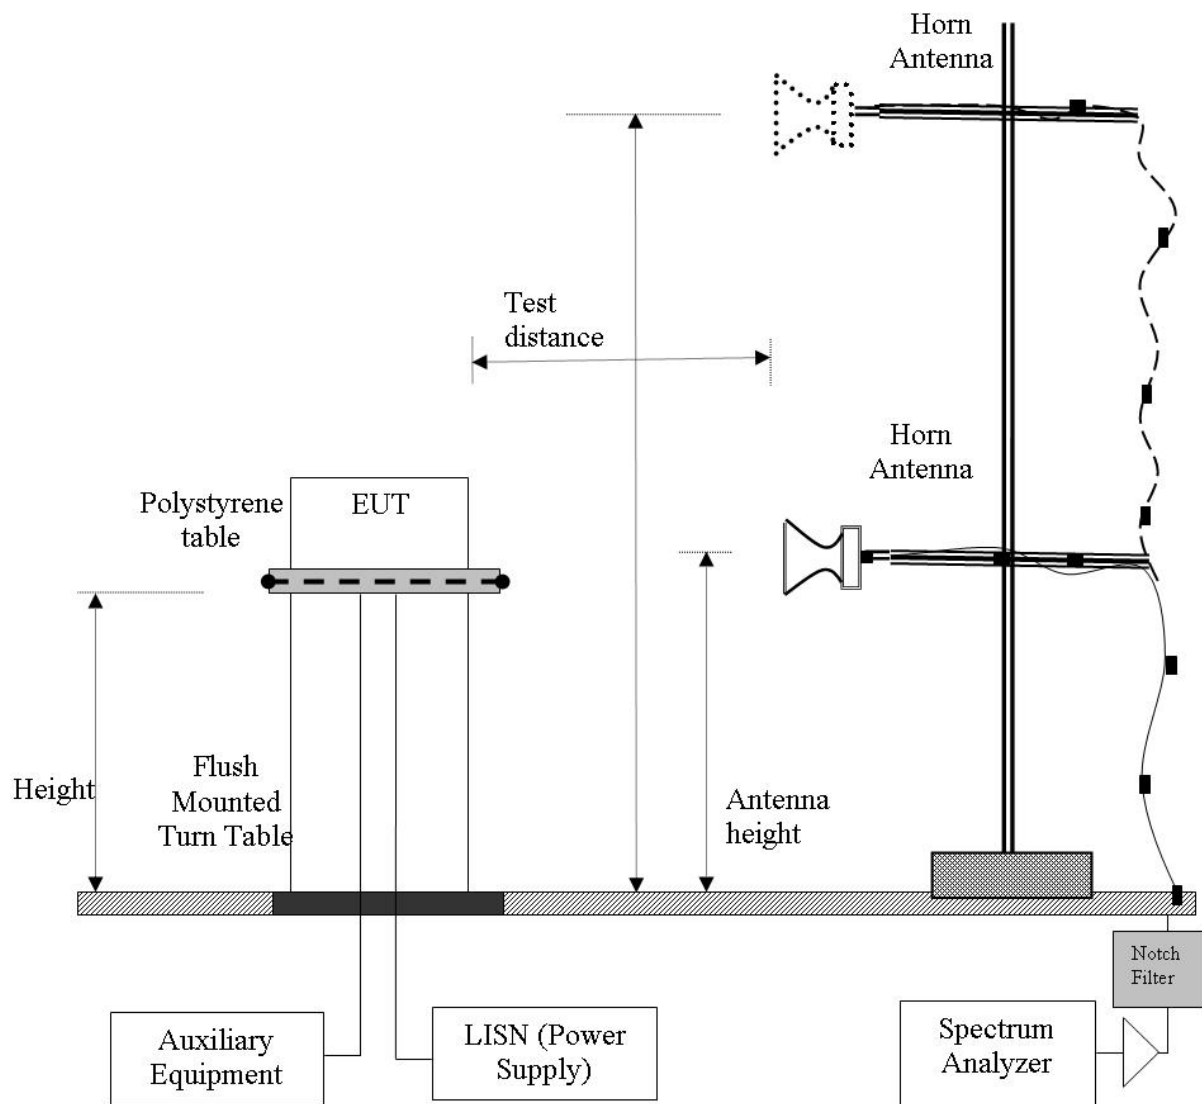 Horn
Antenna
Test
distance
Horn
Antenna
Polystyrene
table
EUT
Flush
Mounted
Turn Table
Height
Antenna
height
Notch
Filter
Auxiliary
Equipment
LISN (Power
Supply)
Spectrum
Analyzer